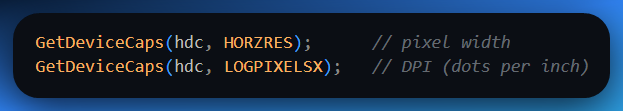 GetDeviceCaps(hdc, HORZRES);      // pixel width
GetDeviceCaps(hdc, LOGPIXELSX);   // DPI (dots per inch)